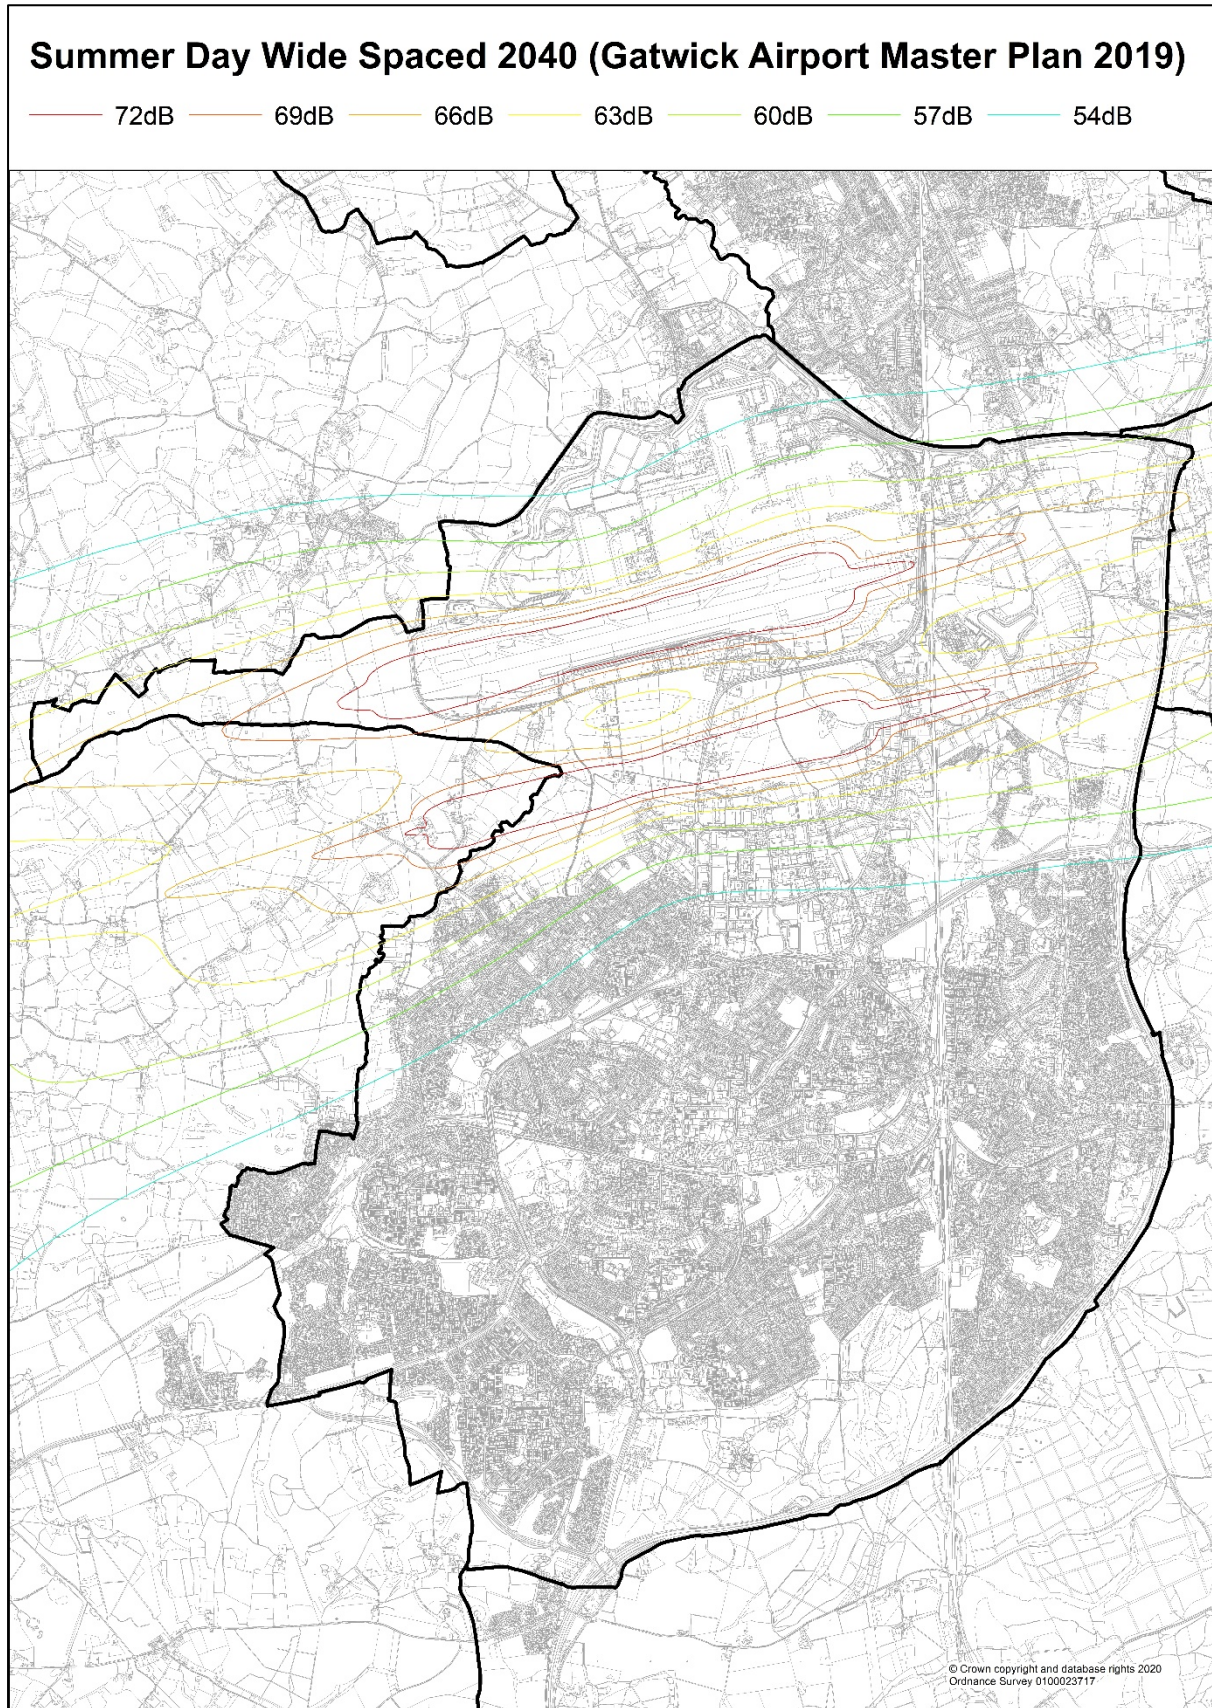 Summer Day Wide Spaced 2040 (Gatwick Airport Master Plan 2019)
72dB 69dB 66dB 63dB 60dB 57dB 54dB
© Crown copyright and database rights 2020
Ordnance Survey 0100023717